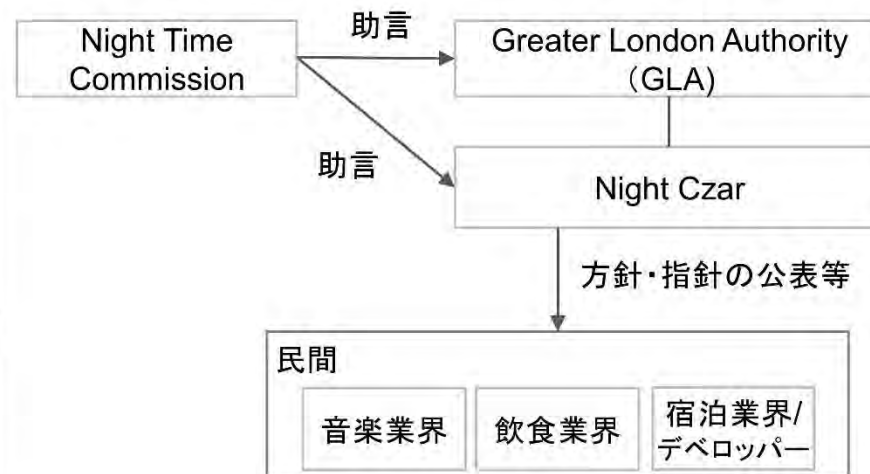 Night Time
Commission
助言
Greater London Authority
（GLA)
助言
Night Czar
方針・指針の公表等
民間
音楽業界
飲食業界
宿泊業界/
デベロッパー